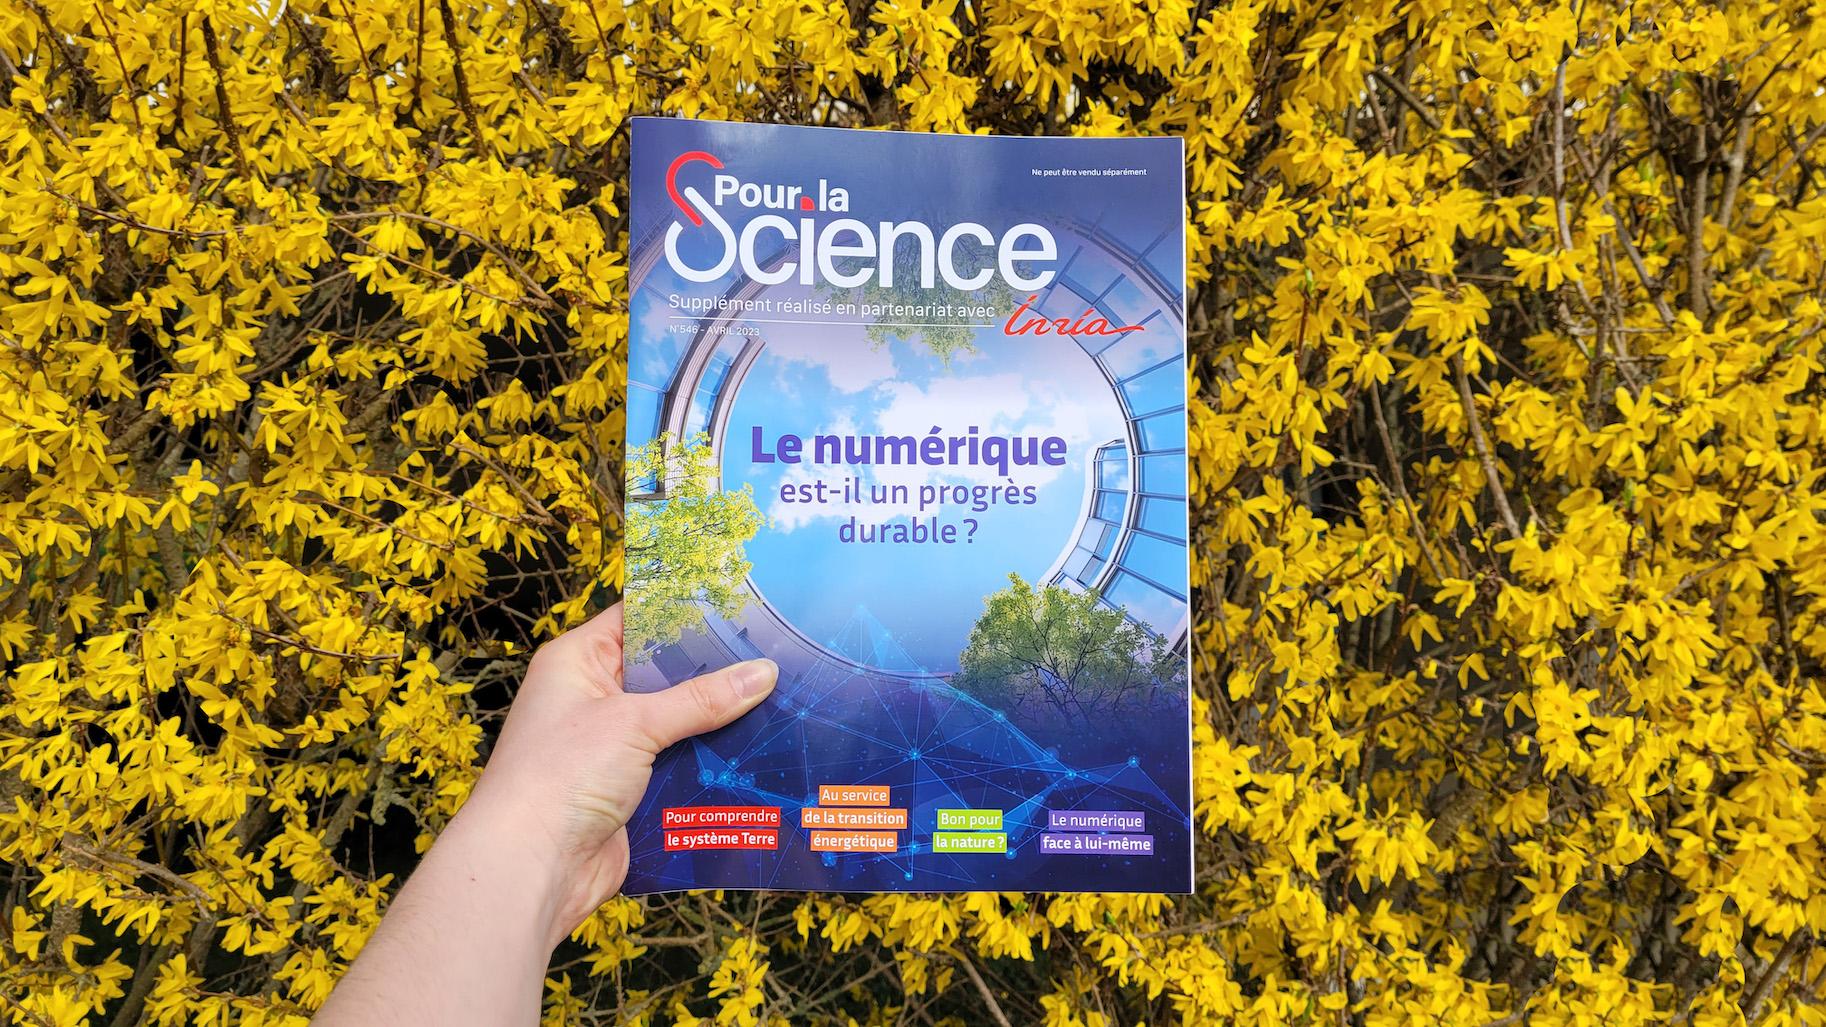 Ne peut être vendu séparément
Pour la
Science
Supplément réalisé en partenariat avec Inria
N°546 - AVRIL 2023
Le numérique
est-il un progrès
durable ?
Pour comprendre
le système Terre
Au service
de la transition
énergétique
Bon pour
la nature ?
Le numérique
face à lui-même